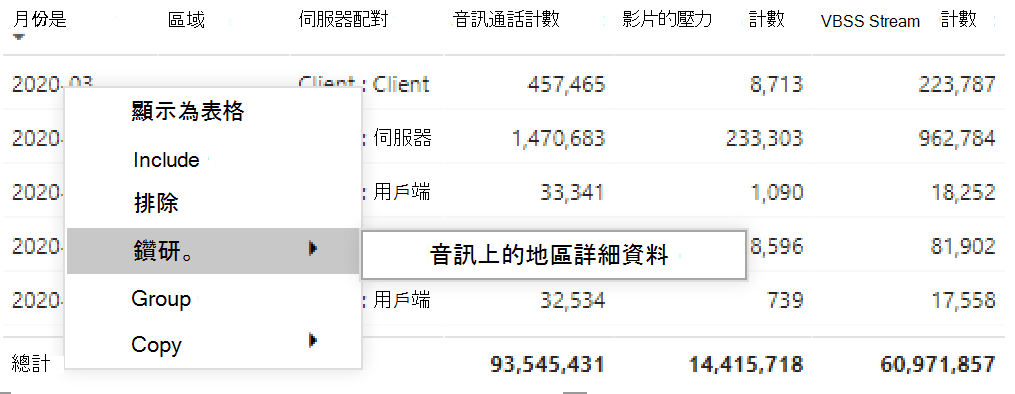 月份是 區域 伺服器配對 音訊通話計數 影片的壓力 計數 VBSS Stream 計數
2020-03 Client : Client 457,465 8,713 223,787
顯示為表格
2020- : 伺服器 1,470,683 233,303 962,784
Include
2020- : 用戶端 33,341 1,090 18,252
排除
2020- 鑽研。 音訊上的地區詳細資料 8,596 81,902
2020- Group : 用戶端 32,534 739 17,558
Copy
總計 93,545,431 14,415,718 60,971,857